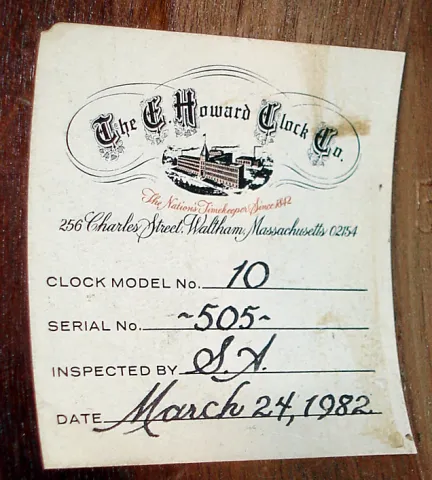 The E. Howard Clock Co.
The Nation's Timekeeper Since 1842
256 Charles Street, Waltham, Massachusetts 02154
CLOCK MODEL No. 10
SERIAL No. ~505~
INSPECTED BY S.A.
DATE March 24, 1982.